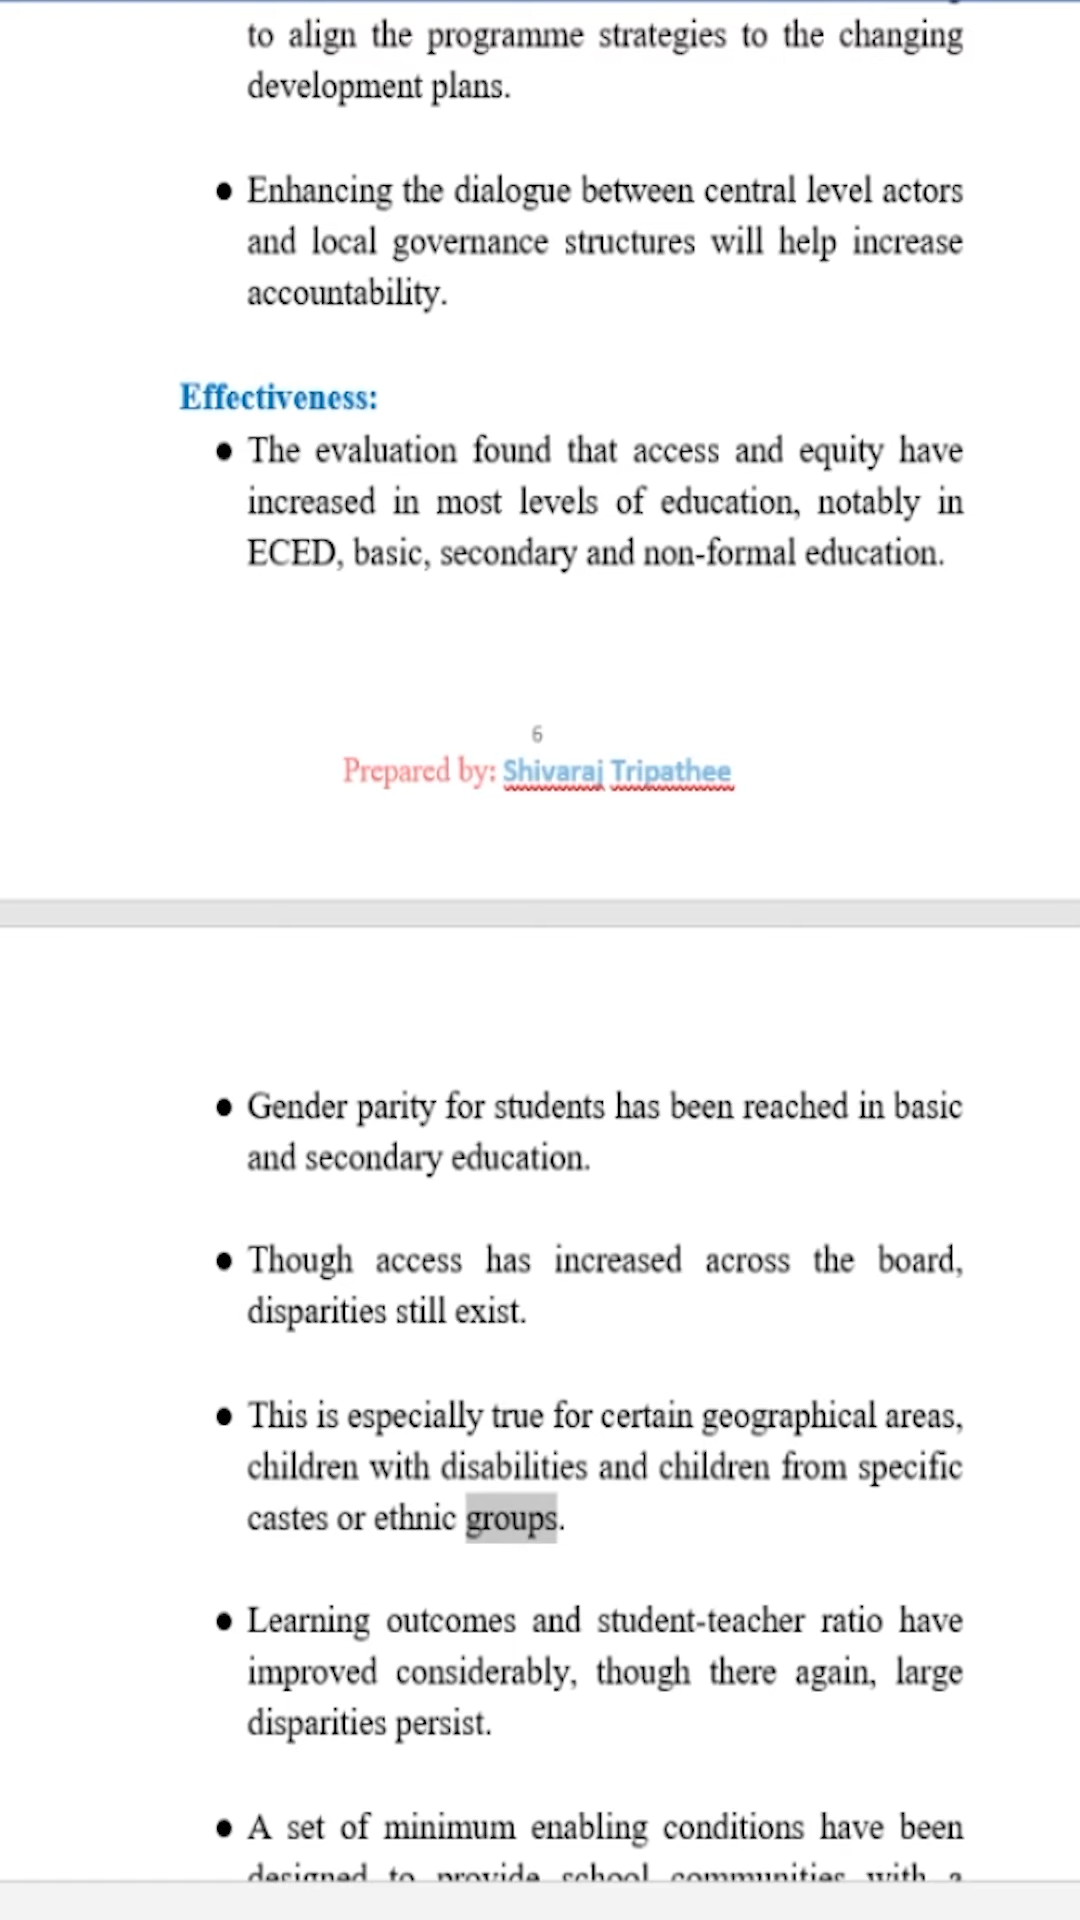 to align the programme strategies to the changing
development plans.
● Enhancing the dialogue between central level actors
and local governance structures will help increase
accountability.
Effectiveness:
● The evaluation found that access and equity have
increased in most levels of education, notably in
ECED, basic, secondary and non-formal education.
6
Prepared by: Shivaraj Tripathee
● Gender parity for students has been reached in basic
and secondary education.
● Though access has increased across the board,
disparities still exist.
● This is especially true for certain geographical areas,
children with disabilities and children from specific
castes or ethnic groups.
● Learning outcomes and student-teacher ratio have
improved considerably, though there again, large
disparities persist.
● A set of minimum enabling conditions have been
designed to provide school communities with a